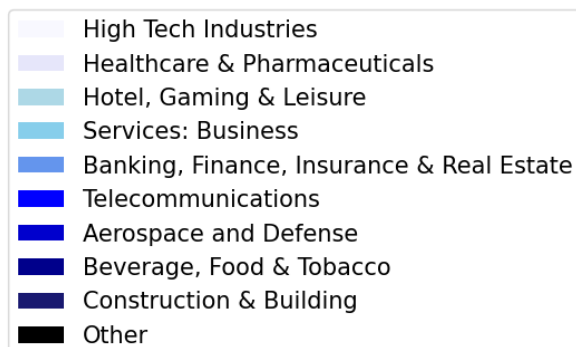 High Tech Industries
Healthcare & Pharmaceuticals
Hotel, Gaming & Leisure
Services: Business
Banking, Finance, Insurance & Real Estate
Telecommunications
Aerospace and Defense
Beverage, Food & Tobacco
Construction & Building
Other